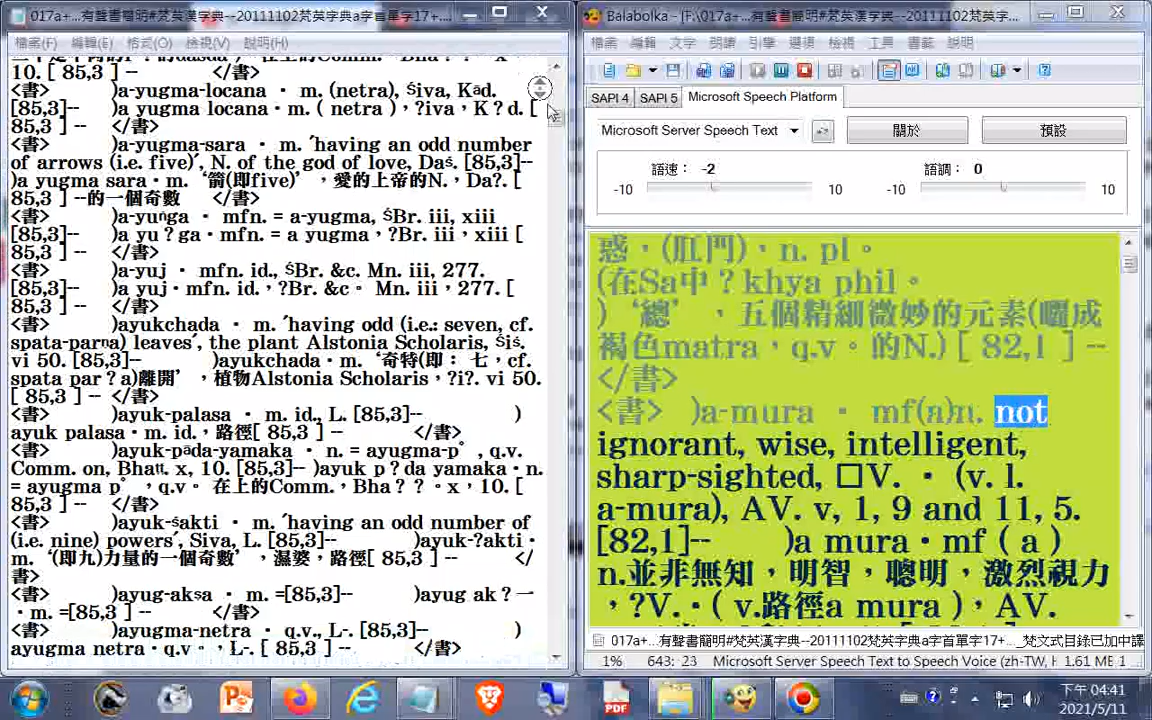 017a+...有聲書簡明#梵英漢字典--20111102梵英字典a字首單字17+...
檔案(F) 編輯(E) 格式(O) 檢視(V) 說明(H)
10. [ 85,3 ] -- </書>
<書> )a-yugma-locana · m. (netra), Śiva, Kād.
[85,3]-- )a yugma locana · m. ( netra ) , ?iva , K ? d. [
85,3 ] -- </書>
<書> )a-yugma-sara · m. 'having an odd number
of arrows (i.e. five)', N. of the god of love, Daś. [85,3]--
)a yugma sara · m. '箭(即five)' , 愛的上帝的N. , Da?. [
85,3 ] --的一個奇數 </書>
<書> )a-yuṅga · mfn. = a-yugma, ŚBr. iii, xiii
[85,3]-- )a yu ? ga · mfn. = a yugma , ?Br. iii , xiii [
85,3 ] -- </書>
<書> )a-yuj · mfn. id., ŚBr. &c. Mn. iii, 277.
[85,3]-- )a yuj · mfn. id. , ?Br. &c。 Mn. iii , 277. [
85,3 ] -- </書>
<書> )ayukchada · m. 'having odd (i.e.: seven, cf.
spata-parṇa) leaves', the plant Alstonia Scholaris, Śiś.
vi 50. [85,3]-- )ayukchada · m. '奇特(即： 七 , cf.
spata par ? a)離開' , 植物Alstonia Scholaris , ?i?. vi 50.
[ 85,3 ] -- </書>
<書> )ayuk-palasa · m. id., L. [85,3]-- )
ayuk palasa · m. id. , 路徑[ 85,3 ] -- </書>
<書> )ayuk-pāda-yamaka · n. = ayugma-p°, q.v.
Comm. on, Bhaṭṭ. x, 10. [85,3]-- )ayuk p ? da yamaka · n.
= ayugma p° , q.v。 在上的Comm. , Bha ? ? 。x , 10. [
85,3 ] -- </書>
<書> )ayuk-śakti · m. 'having an odd number of
(i.e. nine) powers', Siva, L. [85,3]-- )ayuk-?akti ·
m. '(即九)力量的一個奇數' , 濕婆 , 路徑[ 85,3 ] -- </
書>
<書> )ayug-akṣa · m. =[85,3]-- )ayug ak ? 一
· m. =[85,3 ] -- </書>
<書> )ayugma-netra · q.v., L-. [85,3]-- )
ayugma netra · q.v。 , L-. [ 85,3 ] -- </書>
Balabolka - [F:\017a+...有聲書簡明#梵英漢字典--20111102梵英字...
檔案 編輯 文字 朗讀 引擎 選項 檢視 工具 書籤 說明
SAPI 4 SAPI 5 Microsoft Speech Platform
Microsoft Server Speech Text 關於 預設
語速: -2 語調: 0
-10 10 -10 10
惑 , (肛門) , n. pl 。
(在Sa中 ? khya phil 。
) '總' , 五個精細微妙的元素(曬成
褐色matra , q.v。 的N.) [ 82,1 ] --
</書>
<書> )a-mura · mf(a)n. not
ignorant, wise, intelligent,
sharp-sighted, □V. · (v. l.
a-mura), AV. v, 1, 9 and 11, 5.
[82,1]-- )a mura · mf ( a )
n.並非無知 , 明智 , 聰明 , 激烈視力
, ?V. · ( v.路徑a mura ) , AV.
017a+...有聲書簡明#梵英漢字典--20111102梵英字典a字首單字17+..._梵文式目錄已加中譯
1% 643: 23 Microsoft Server Speech Text to Speech Voice (zh-TW, H 1.61 MB 1
PDF
下午 04:41
2021/5/11